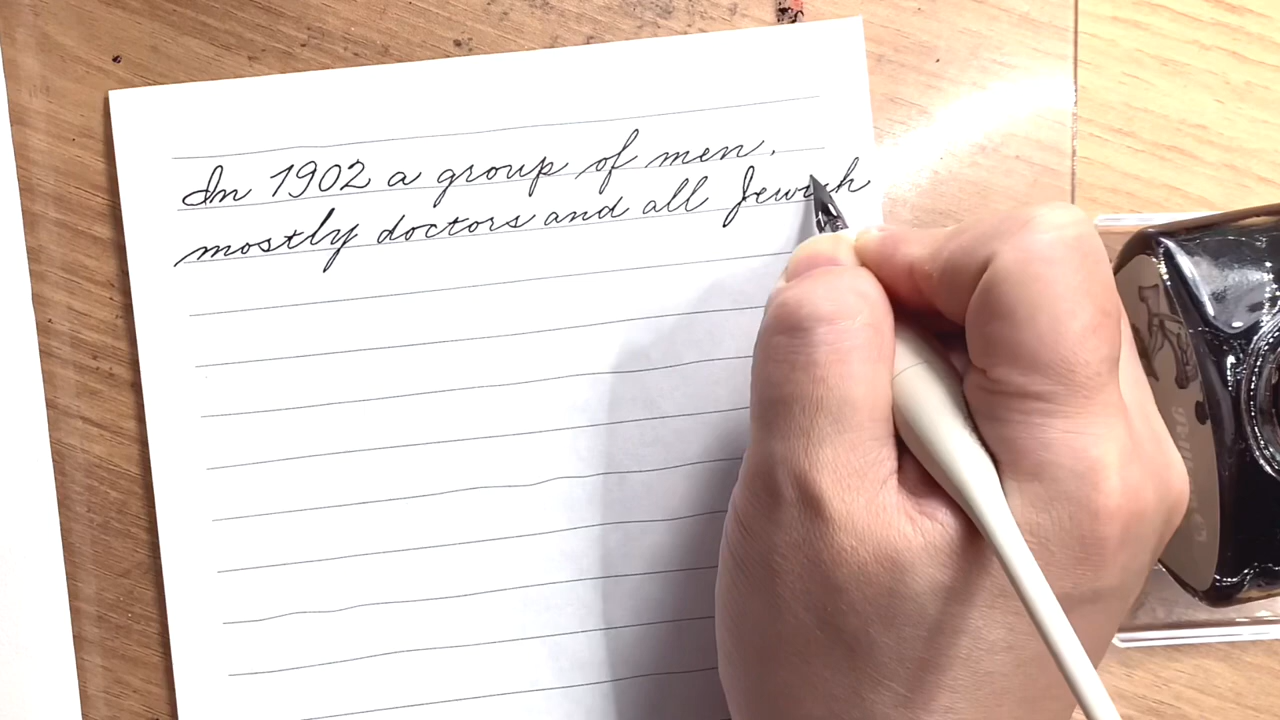 In 1902 a group of men,
mostly doctors and all Jewish